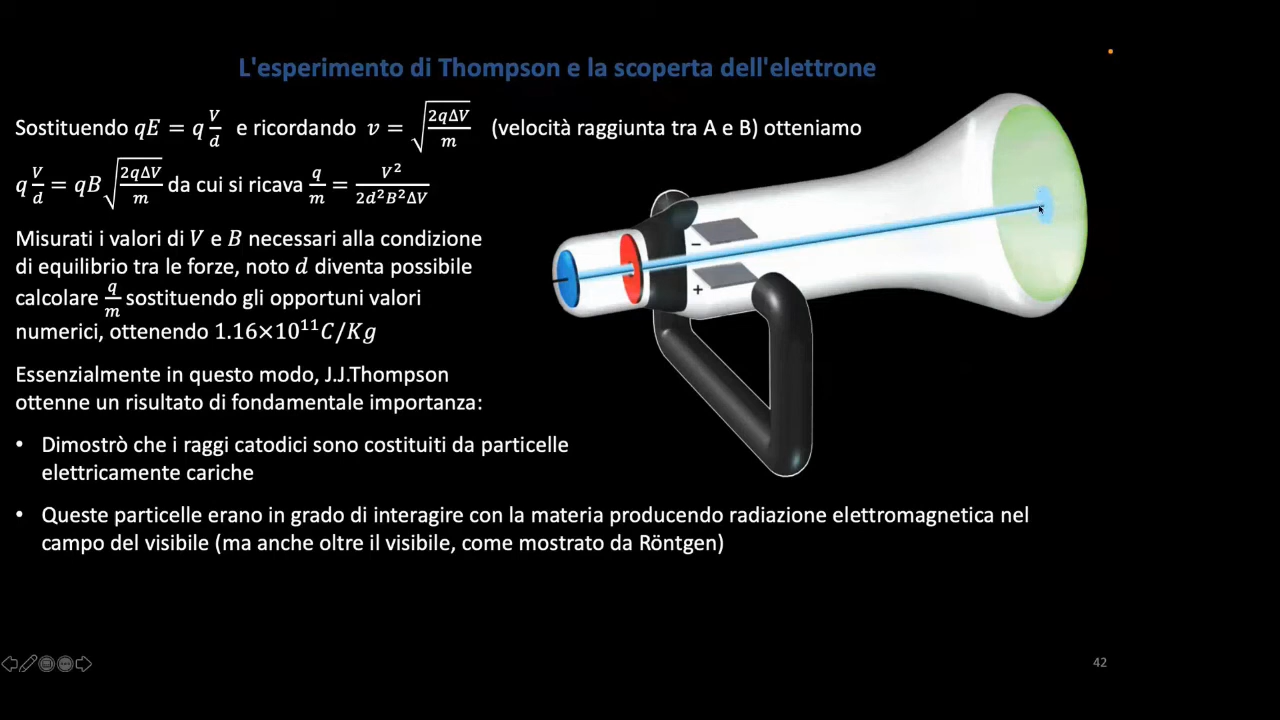 L'esperimento di Thompson e la scoperta dell'elettrone
Sostituendo qE = q V/d e ricordando v = √(2qΔV/m) (velocità raggiunta tra A e B) otteniamo
q V/d = qB √(2qΔV/m) da cui si ricava q/m = V²/(2d²B²ΔV)
Misurati i valori di V e B necessari alla condizione
di equilibrio tra le forze, noto d diventa possibile
calcolare q/m sostituendo gli opportuni valori
numerici, ottenendo 1.16×10¹¹C/Kg
Essenzialmente in questo modo, J.J.Thompson
ottenne un risultato di fondamentale importanza:
• Dimostrò che i raggi catodici sono costituiti da particelle
elettricamente cariche
• Queste particelle erano in grado di interagire con la materia producendo radiazione elettromagnetica nel
campo del visibile (ma anche oltre il visibile, come mostrato da Röntgen)
−
+
42